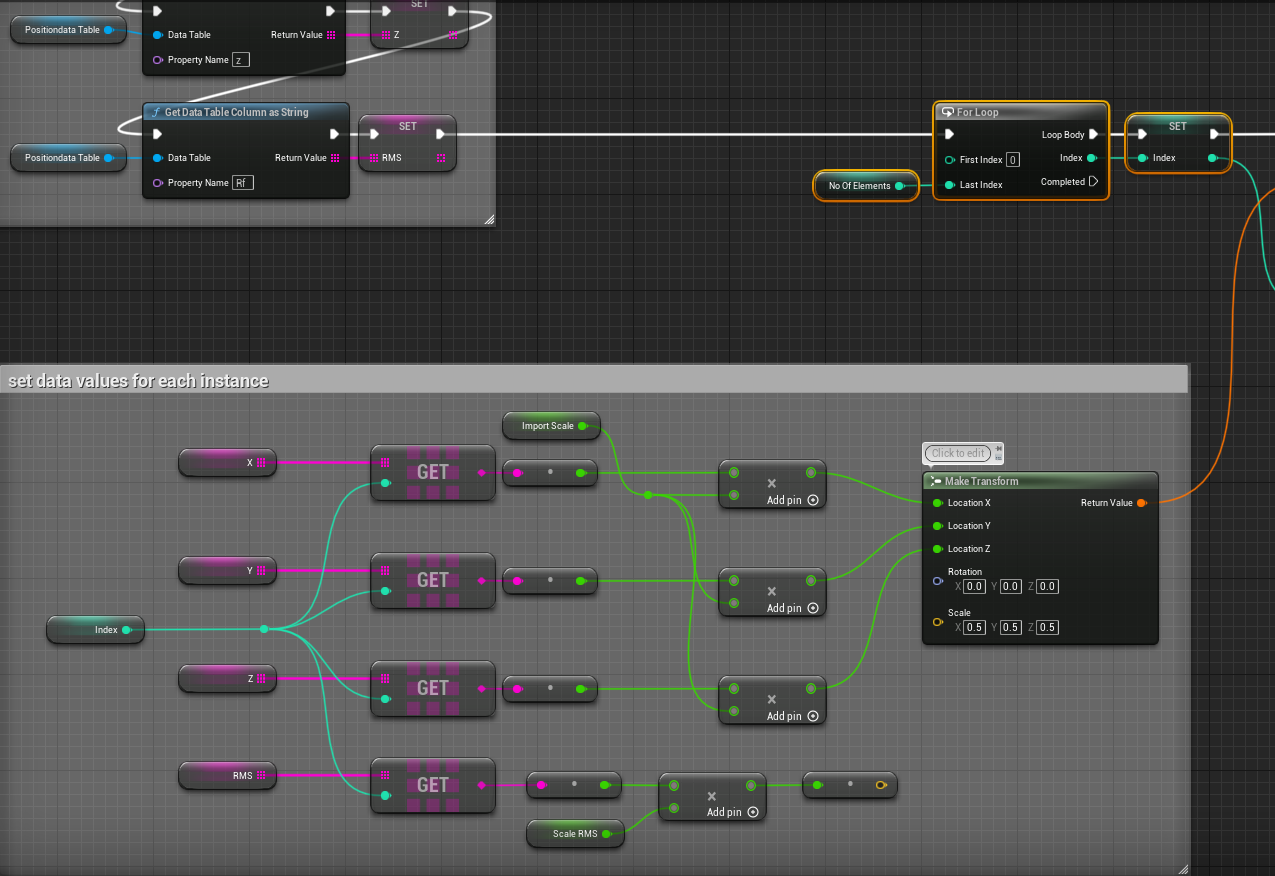 SET
Positiondata Table
Data Table
Return Value
Z
Property Name z
Get Data Table Column as String
SET
Positiondata Table
Data Table
Return Value
RMS
Property Name Rf
For Loop
Loop Body
First Index 0
Index
Last Index
Completed
No Of Elements
SET
Index
set data values for each instance
Import Scale
X
GET
×
Add pin
Click to edit
Make Transform
Location X
Return Value
Location Y
Location Z
Rotation
X 0.0 Y 0.0 Z 0.0
Scale
X 0.5 Y 0.5 Z 0.5
Y
GET
×
Add pin
Index
Z
GET
×
Add pin
RMS
GET
×
Add pin
Scale RMS